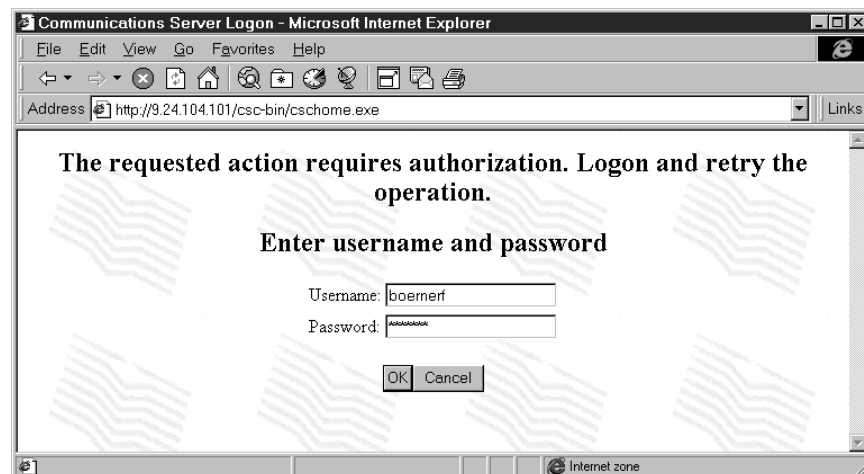 Communications Server Logon - Microsoft Internet Explorer
File Edit View Go Favorites Help
Address http://9.24.104.101/csc-bin/cschome.exe Links
The requested action requires authorization. Logon and retry the
operation.
Enter username and password
Username: boernerf
Password: ********
OK Cancel
Internet zone